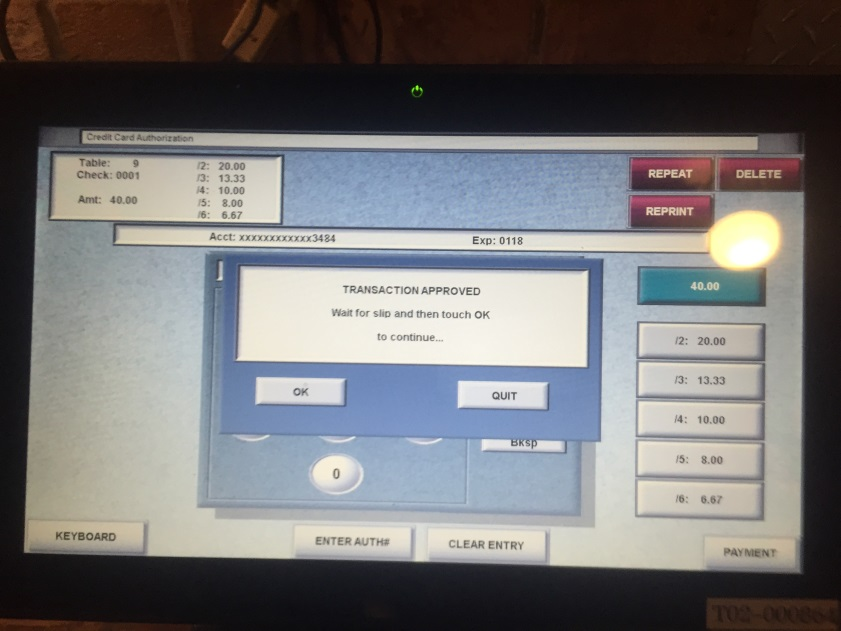 Credit Card Authorization
Table: 9
Check: 0001
Amt: 40.00
/2: 20.00
/3: 13.33
/4: 10.00
/5: 8.00
/6: 6.67
REPEAT
DELETE
REPRINT
Acct: xxxxxxxxxxxx3484
Exp: 0118
TRANSACTION APPROVED
Wait for slip and then touch OK
to continue...
OK
QUIT
Bksp
0
40.00
/2: 20.00
/3: 13.33
/4: 10.00
/5: 8.00
/6: 6.67
KEYBOARD
ENTER AUTH#
CLEAR ENTRY
PAYMENT